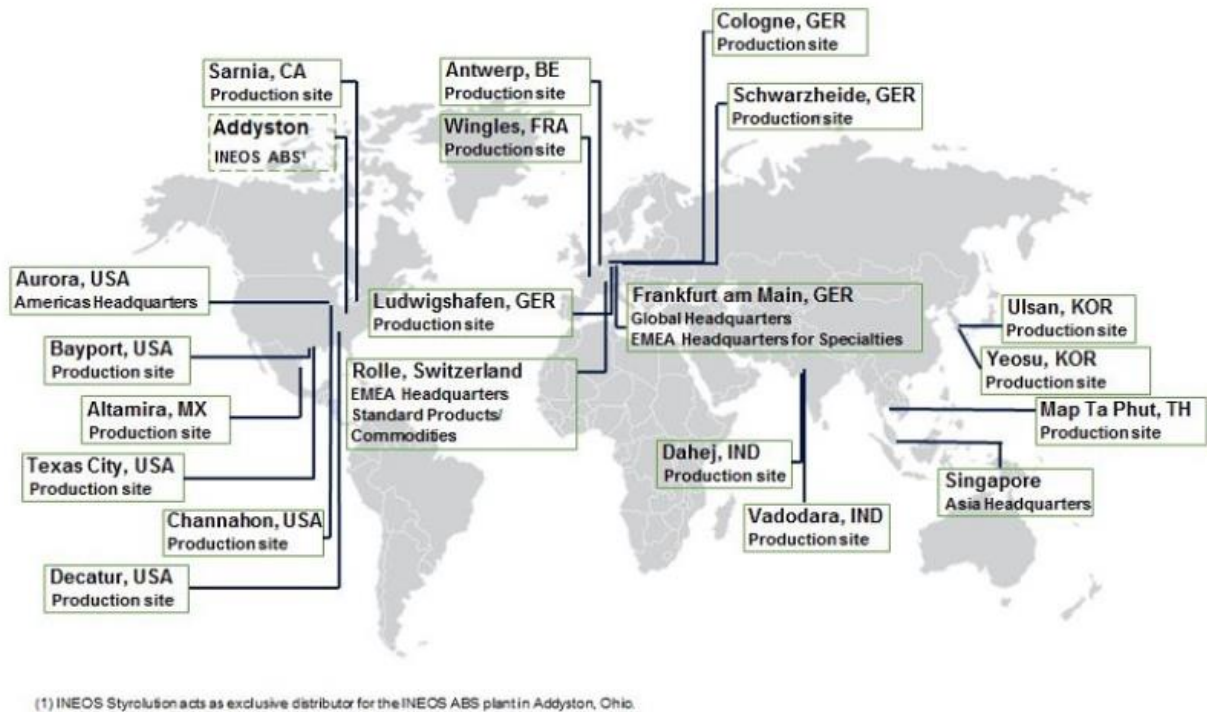 Cologne, GER
Production site
Sarnia, CA
Production site
Antwerp, BE
Production site
Schwarzheide, GER
Production site
Addyston
INEOS ABS¹
Wingles, FRA
Production site
Aurora, USA
Americas Headquarters
Ludwigshafen, GER
Production site
Frankfurt am Main, GER
Global Headquarters
EMEA Headquarters for Specialties
Ulsan, KOR
Production site
Bayport, USA
Production site
Rolle, Switzerland
EMEA Headquarters
Standard Products/
Commodities
Yeosu, KOR
Production site
Altamira, MX
Production site
Map Ta Phut, TH
Production site
Texas City, USA
Production site
Dahej, IND
Production site
Singapore
Asia Headquarters
Channahon, USA
Production site
Vadodara, IND
Production site
Decatur, USA
Production site
(1) INEOS Styrolution acts as exclusive distributor for the INEOS ABS plant in Addyston, Ohio.